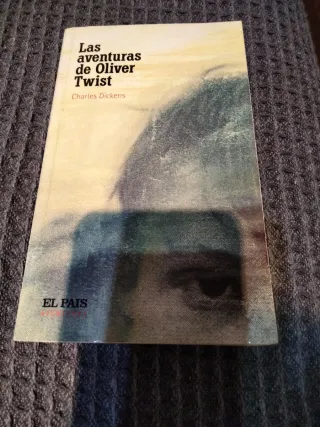 Las
aventuras
de Oliver
Twist
Charles Dickens
EL PAIS